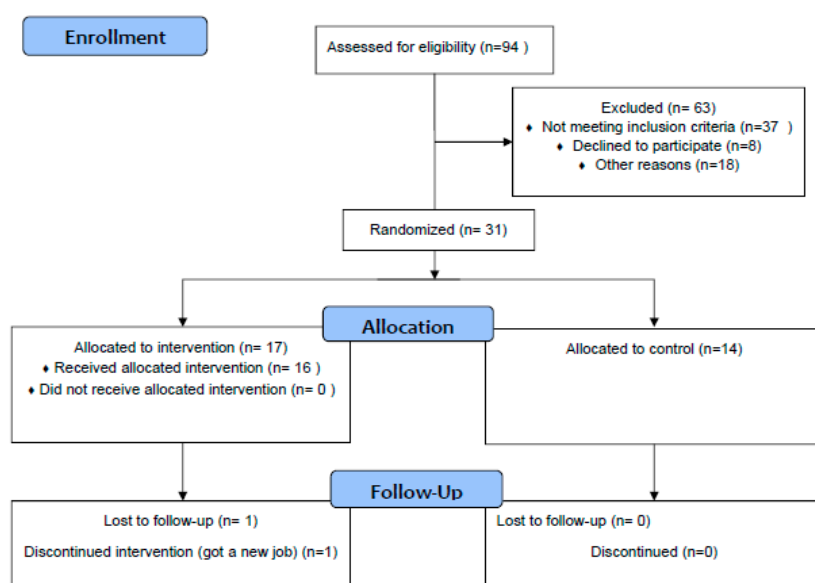 Enrollment
Assessed for eligibility (n=94 )
Excluded (n= 63)
♦ Not meeting inclusion criteria (n=37 )
♦ Declined to participate (n=8)
♦ Other reasons (n=18)
Randomized (n= 31)
Allocation
Allocated to intervention (n= 17)
♦ Received allocated intervention (n= 16 )
♦ Did not receive allocated intervention (n= 0 )
Allocated to control (n=14)
Follow-Up
Lost to follow-up (n= 1)
Discontinued intervention (got a new job) (n=1)
Lost to follow-up (n= 0)
Discontinued (n=0)